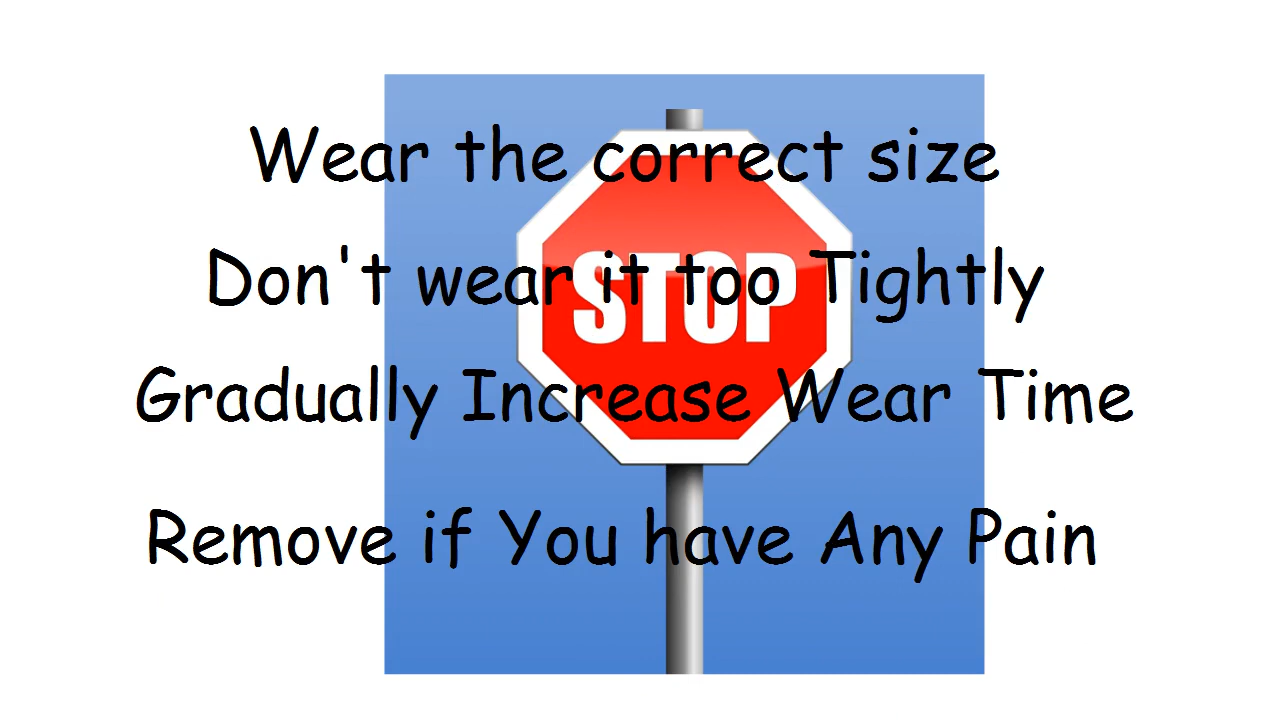 Wear the correct size
STOP
Don't wear it too Tightly
Gradually Increase Wear Time
Remove if You have Any Pain